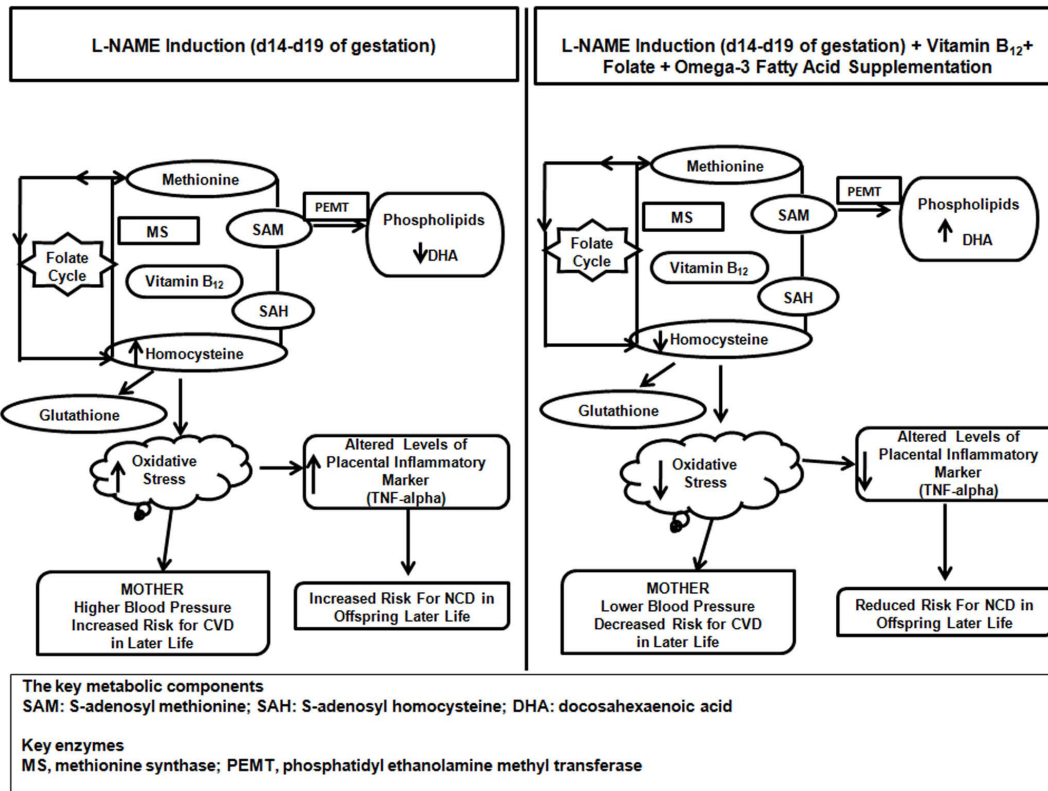 L-NAME Induction (d14-d19 of gestation)
Methionine
PEMT
MS
SAM
Phospholipids
DHA
Folate
Cycle
Vitamin B₁₂
SAH
Homocysteine
Glutathione
Oxidative
Stress
Altered Levels of
Placental Inflammatory
Marker
(TNF-alpha)
MOTHER
Higher Blood Pressure
Increased Risk for CVD
in Later Life
Increased Risk For NCD in
Offspring Later Life
L-NAME Induction (d14-d19 of gestation) + Vitamin B₁₂+
Folate + Omega-3 Fatty Acid Supplementation
Methionine
PEMT
MS
SAM
Phospholipids
DHA
Folate
Cycle
Vitamin B₁₂
SAH
Homocysteine
Glutathione
Oxidative
Stress
Altered Levels of
Placental Inflammatory
Marker
(TNF-alpha)
MOTHER
Lower Blood Pressure
Decreased Risk for CVD
in Later Life
Reduced Risk For NCD in
Offspring Later Life
The key metabolic components
SAM: S-adenosyl methionine; SAH: S-adenosyl homocysteine; DHA: docosahexaenoic acid
Key enzymes
MS, methionine synthase; PEMT, phosphatidyl ethanolamine methyl transferase